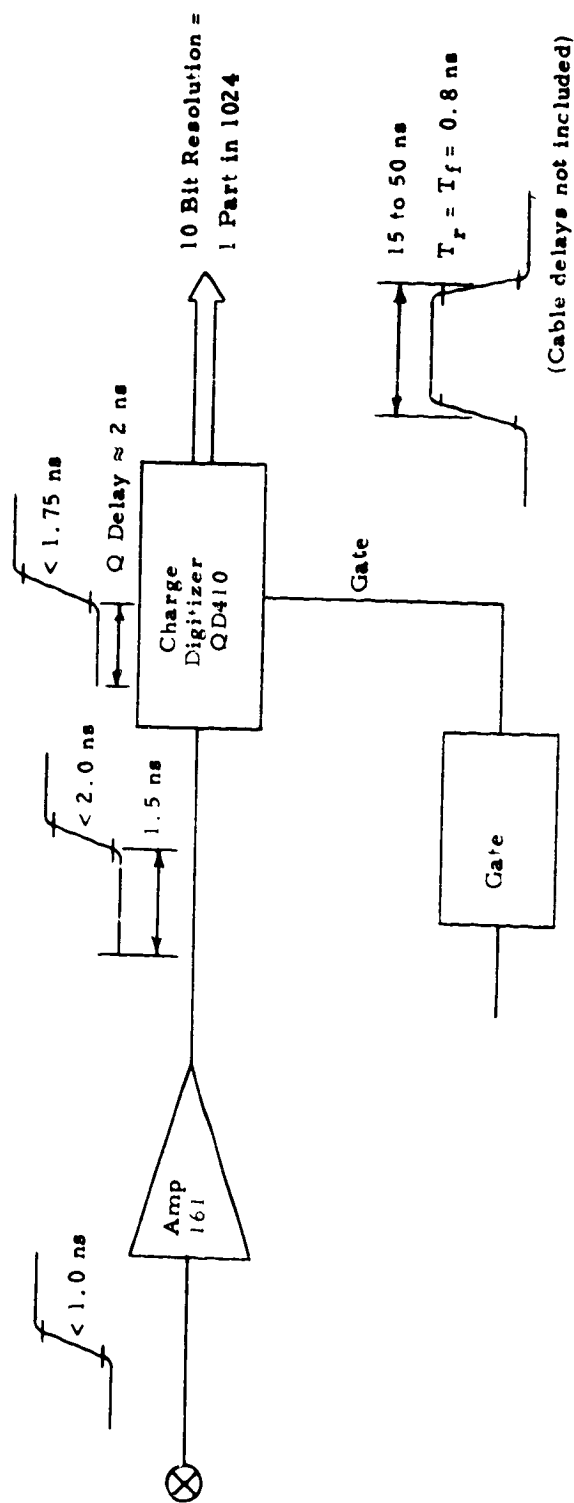 < 1.0 ns
Amp
161
< 2.0 ns
1.5 ns
< 1.75 ns
Q Delay ≈ 2 ns
Charge
Digitizer
QD410
10 Bit Resolution =
1 Part in 1024
Gate
Gate
15 to 50 ns
T_r = T_f = 0.8 ns
(Cable delays not included)